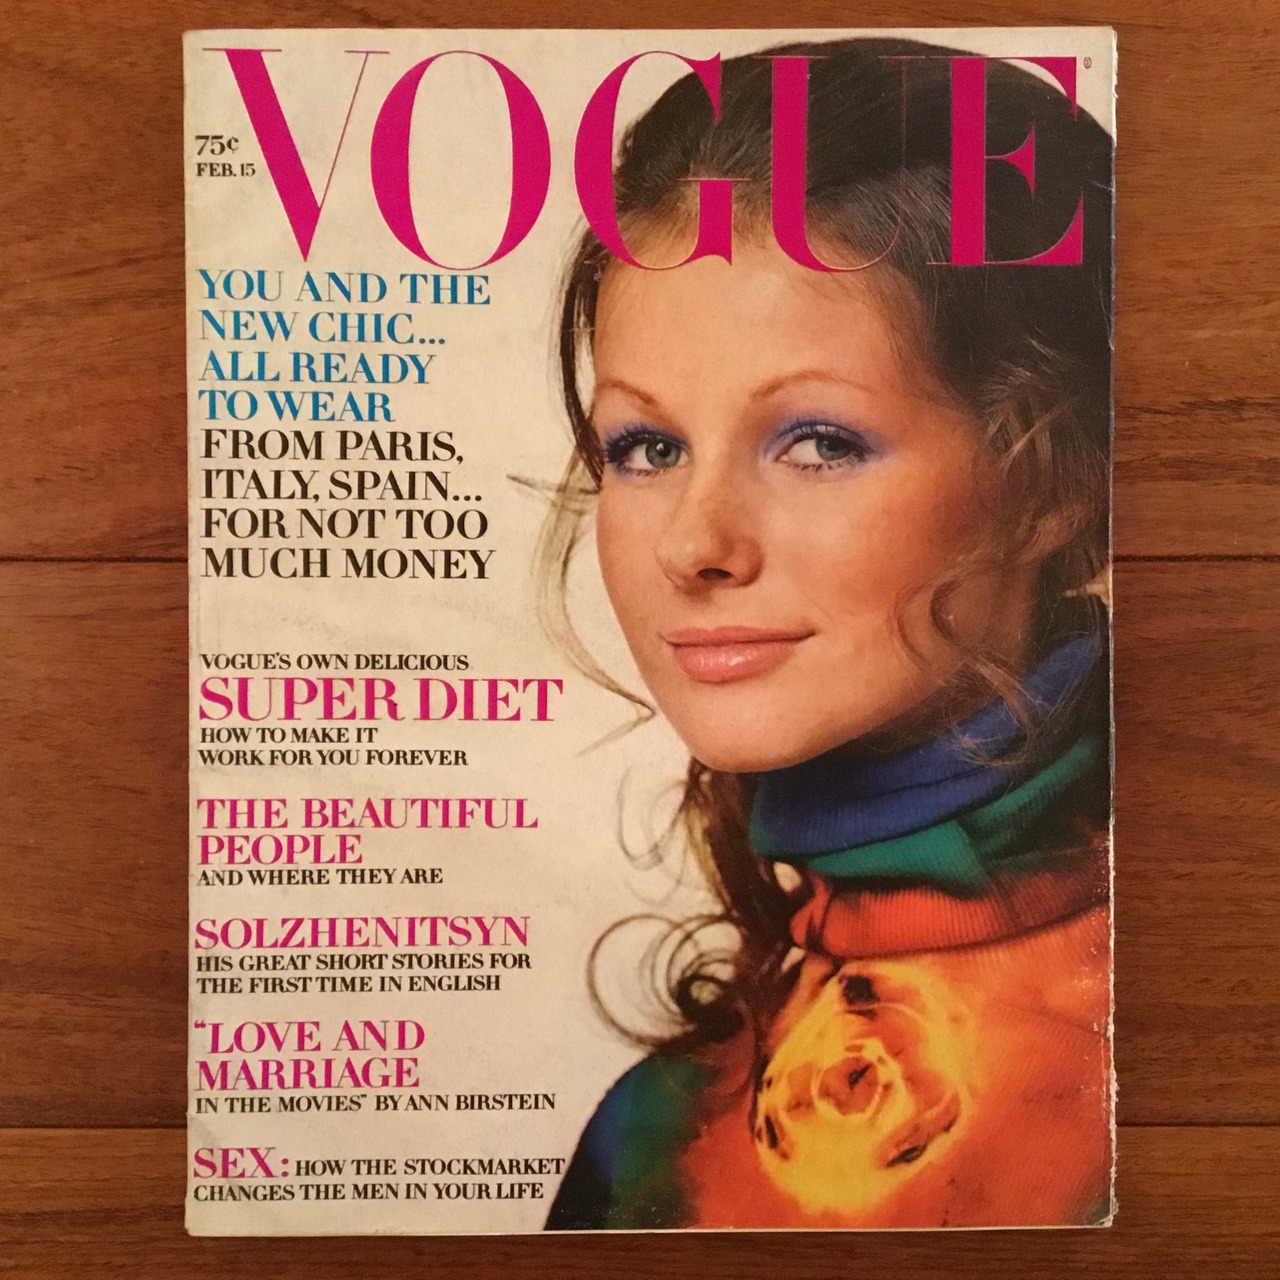 VOGUE
®
75¢
FEB. 15
YOU AND THE
NEW CHIC...
ALL READY
TO WEAR
FROM PARIS,
ITALY, SPAIN...
FOR NOT TOO
MUCH MONEY
VOGUE'S OWN DELICIOUS
SUPER DIET
HOW TO MAKE IT
WORK FOR YOU FOREVER
THE BEAUTIFUL
PEOPLE
AND WHERE THEY ARE
SOLZHENITSYN
HIS GREAT SHORT STORIES FOR
THE FIRST TIME IN ENGLISH
“LOVE AND
MARRIAGE
IN THE MOVIES” BY ANN BIRSTEIN
SEX: HOW THE STOCKMARKET
CHANGES THE MEN IN YOUR LIFE